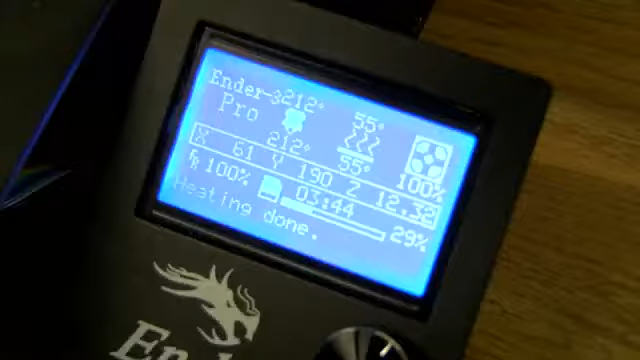 Ender-3 212° 55°
Pro
212° 55° 100%
X 61 Y 190 Z 12.32
100% 03:44 29%
Heating done.